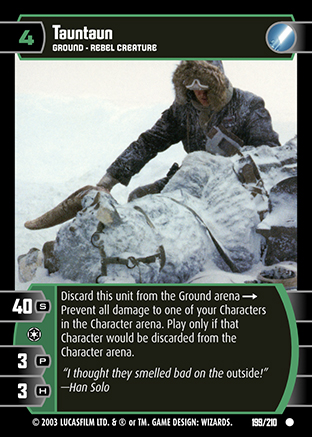 4
Tauntaun
GROUND • REBEL CREATURE
40 S
Discard this unit from the Ground arena →
Prevent all damage to one of your Characters
in the Character arena. Play only if that
Character would be discarded from the
Character arena.
3 P
3 H
"I thought they smelled bad on the outside!"
—Han Solo
© 2003 LUCASFILM LTD. & ® or TM. GAME DESIGN: WIZARDS.
199/210